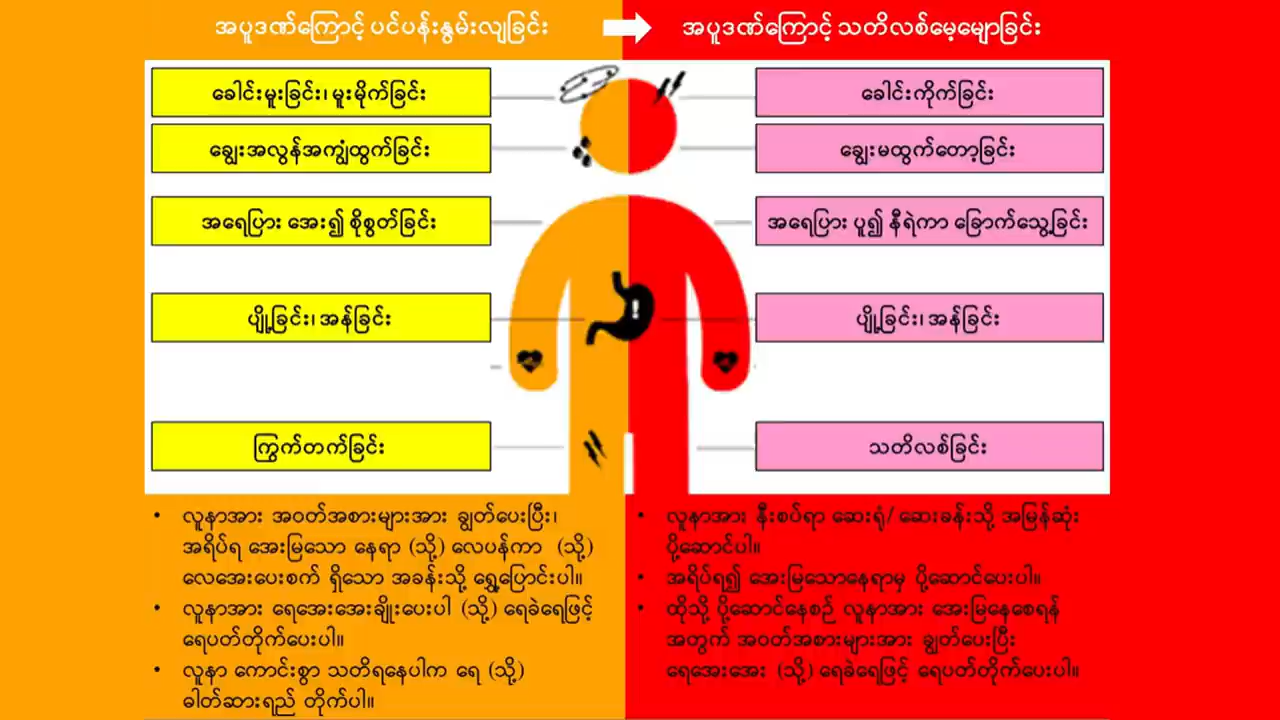 အပူဒဏ်ကြောင့် ပင်ပန်းနွမ်းလျခြင်း
အပူဒဏ်ကြောင့် သတိလစ်မေ့မျောခြင်း
ခေါင်းမူးခြင်း၊ မူးမိုက်ခြင်း
ခေါင်းကိုက်ခြင်း
ချွေးအလွန်အကျွံထွက်ခြင်း
ချွေးမထွက်တော့ခြင်း
အရေပြား အေး၍ စိုစွတ်ခြင်း
အရေပြား ပူ၍ နီရဲကာ ခြောက်သွေ့ခြင်း
ပျို့ခြင်း၊ အန်ခြင်း
ပျို့ခြင်း၊ အန်ခြင်း
ကြွက်တက်ခြင်း
သတိလစ်ခြင်း
• လူနာအား အဝတ်အစားများအား ချွတ်ပေးပြီး၊
အရိပ်ရ အေးမြသော နေရာ (သို့) လေပန်ကာ (သို့)
လေအေးပေးစက် ရှိသော အခန်းသို့ ရွှေ့ပြောင်းပါ။
• လူနာအား ရေအေးအေးချိုးပေးပါ (သို့) ရေခဲရေဖြင့်
ရေပတ်တိုက်ပေးပါ။
• လူနာ ကောင်းစွာ သတိရနေပါက ရေ (သို့)
ဓါတ်ဆားရည် တိုက်ပါ။
• လူနာအား နီးစပ်ရာ ဆေးရုံ/ ဆေးခန်းသို့ အမြန်ဆုံး
ပို့ဆောင်ပါ။
• အရိပ်ရ၍ အေးမြသောနေရာမှ ပို့ဆောင်ပေးပါ။
• ထိုသို့ ပို့ဆောင်နေစဉ် လူနာအား အေးမြနေစေရန်
အတွက် အဝတ်အစားများအား ချွတ်ပေးပြီး
ရေအေးအေး (သို့) ရေခဲရေဖြင့် ရေပတ်တိုက်ပေးပါ။